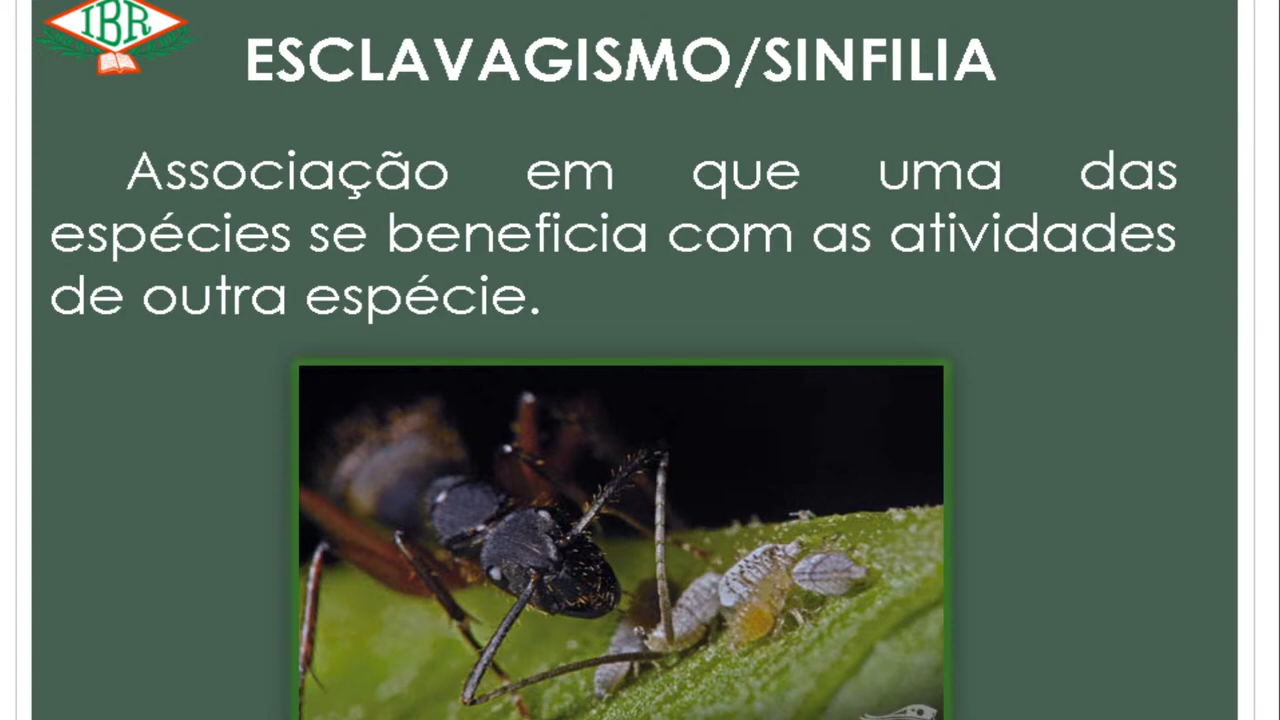 IBR
ESCLAVAGISMO/SINFILIA
Associação em que uma das
espécies se beneficia com as atividades
de outra espécie.